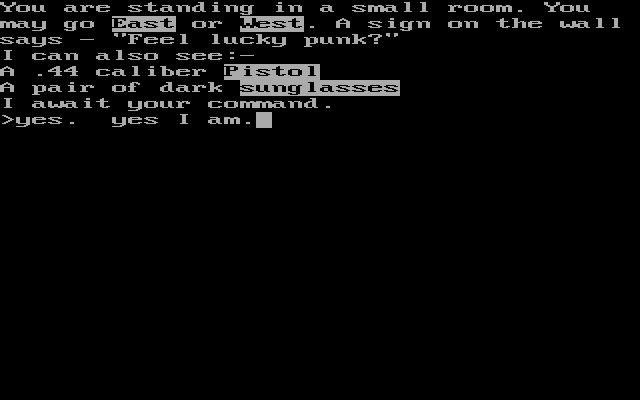 You are standing in a small room. You
may go East or West. A sign on the wall
says - "Feel lucky punk?"
I can also see:-
A .44 caliber Pistol
A pair of dark sunglasses
I await your command.
>yes.  yes I am.